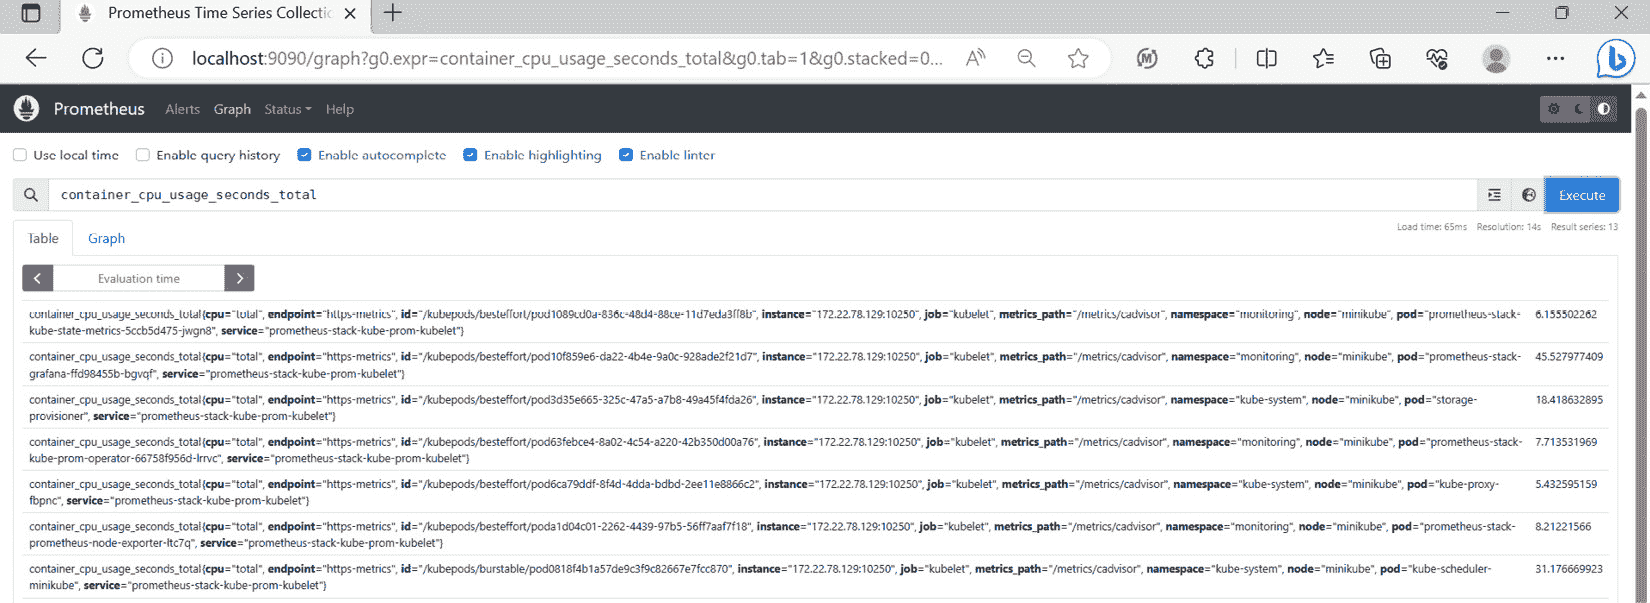 Prometheus Time Series Collectio
localhost:9090/graph?g0.expr=container_cpu_usage_seconds_total&g0.tab=1&g0.stacked=0...
Prometheus Alerts Graph Status Help
Use local time Enable query history Enable autocomplete Enable highlighting Enable linter
container_cpu_usage_seconds_total Execute
Load time: 65ms Resolution: 14s Result series: 13
Table Graph
Evaluation time
container_cpu_usage_seconds_total{cpu="total", endpoint="https-metrics", id="/kubepods/besteffort/pod1089cd0a-836c-48d4-88ce-11d7eda3ff8b", instance="172.22.78.129:10250", job="kubelet", metrics_path="/metrics/cadvisor", namespace="monitoring", node="minikube", pod="prometheus-stack- 6.155502262
kube-state-metrics-5ccb5d475-jwgn8", service="prometheus-stack-kube-prom-kubelet"}
container_cpu_usage_seconds_total{cpu="total", endpoint="https-metrics", id="/kubepods/besteffort/pod10f859e6-da22-4b4e-9a0c-928ade2f21d7", instance="172.22.78.129:10250", job="kubelet", metrics_path="/metrics/cadvisor", namespace="monitoring", node="minikube", pod="prometheus-stack- 45.527977409
grafana-ffd98455b-bgvqf", service="prometheus-stack-kube-prom-kubelet"}
container_cpu_usage_seconds_total{cpu="total", endpoint="https-metrics", id="/kubepods/besteffort/pod3d35e665-325c-47a5-a7b8-49a45f4fda26", instance="172.22.78.129:10250", job="kubelet", metrics_path="/metrics/cadvisor", namespace="kube-system", node="minikube", pod="storage- 18.418632895
provisioner", service="prometheus-stack-kube-prom-kubelet"}
container_cpu_usage_seconds_total{cpu="total", endpoint="https-metrics", id="/kubepods/besteffort/pod63febce4-8a02-4c54-a220-42b350d00a76", instance="172.22.78.129:10250", job="kubelet", metrics_path="/metrics/cadvisor", namespace="monitoring", node="minikube", pod="prometheus-stack- 7.713531969
kube-prom-operator-66758f956d-lrrvc", service="prometheus-stack-kube-prom-kubelet"}
container_cpu_usage_seconds_total{cpu="total", endpoint="https-metrics", id="/kubepods/besteffort/pod6ca79ddf-8f4d-4dda-bdbd-2ee11e8866c2", instance="172.22.78.129:10250", job="kubelet", metrics_path="/metrics/cadvisor", namespace="kube-system", node="minikube", pod="kube-proxy- 5.432595159
fbpnc", service="prometheus-stack-kube-prom-kubelet"}
container_cpu_usage_seconds_total{cpu="total", endpoint="https-metrics", id="/kubepods/besteffort/poda1d04c01-2262-4439-97b5-56ff7aaf7f18", instance="172.22.78.129:10250", job="kubelet", metrics_path="/metrics/cadvisor", namespace="monitoring", node="minikube", pod="prometheus-stack- 8.21221566
prometheus-node-exporter-ltc7q", service="prometheus-stack-kube-prom-kubelet"}
container_cpu_usage_seconds_total{cpu="total", endpoint="https-metrics", id="/kubepods/burstable/pod0818f4b1a57de9c3f9c82667e7fcc870", instance="172.22.78.129:10250", job="kubelet", metrics_path="/metrics/cadvisor", namespace="kube-system", node="minikube", pod="kube-scheduler- 31.176669923
minikube", service="prometheus-stack-kube-prom-kubelet"}